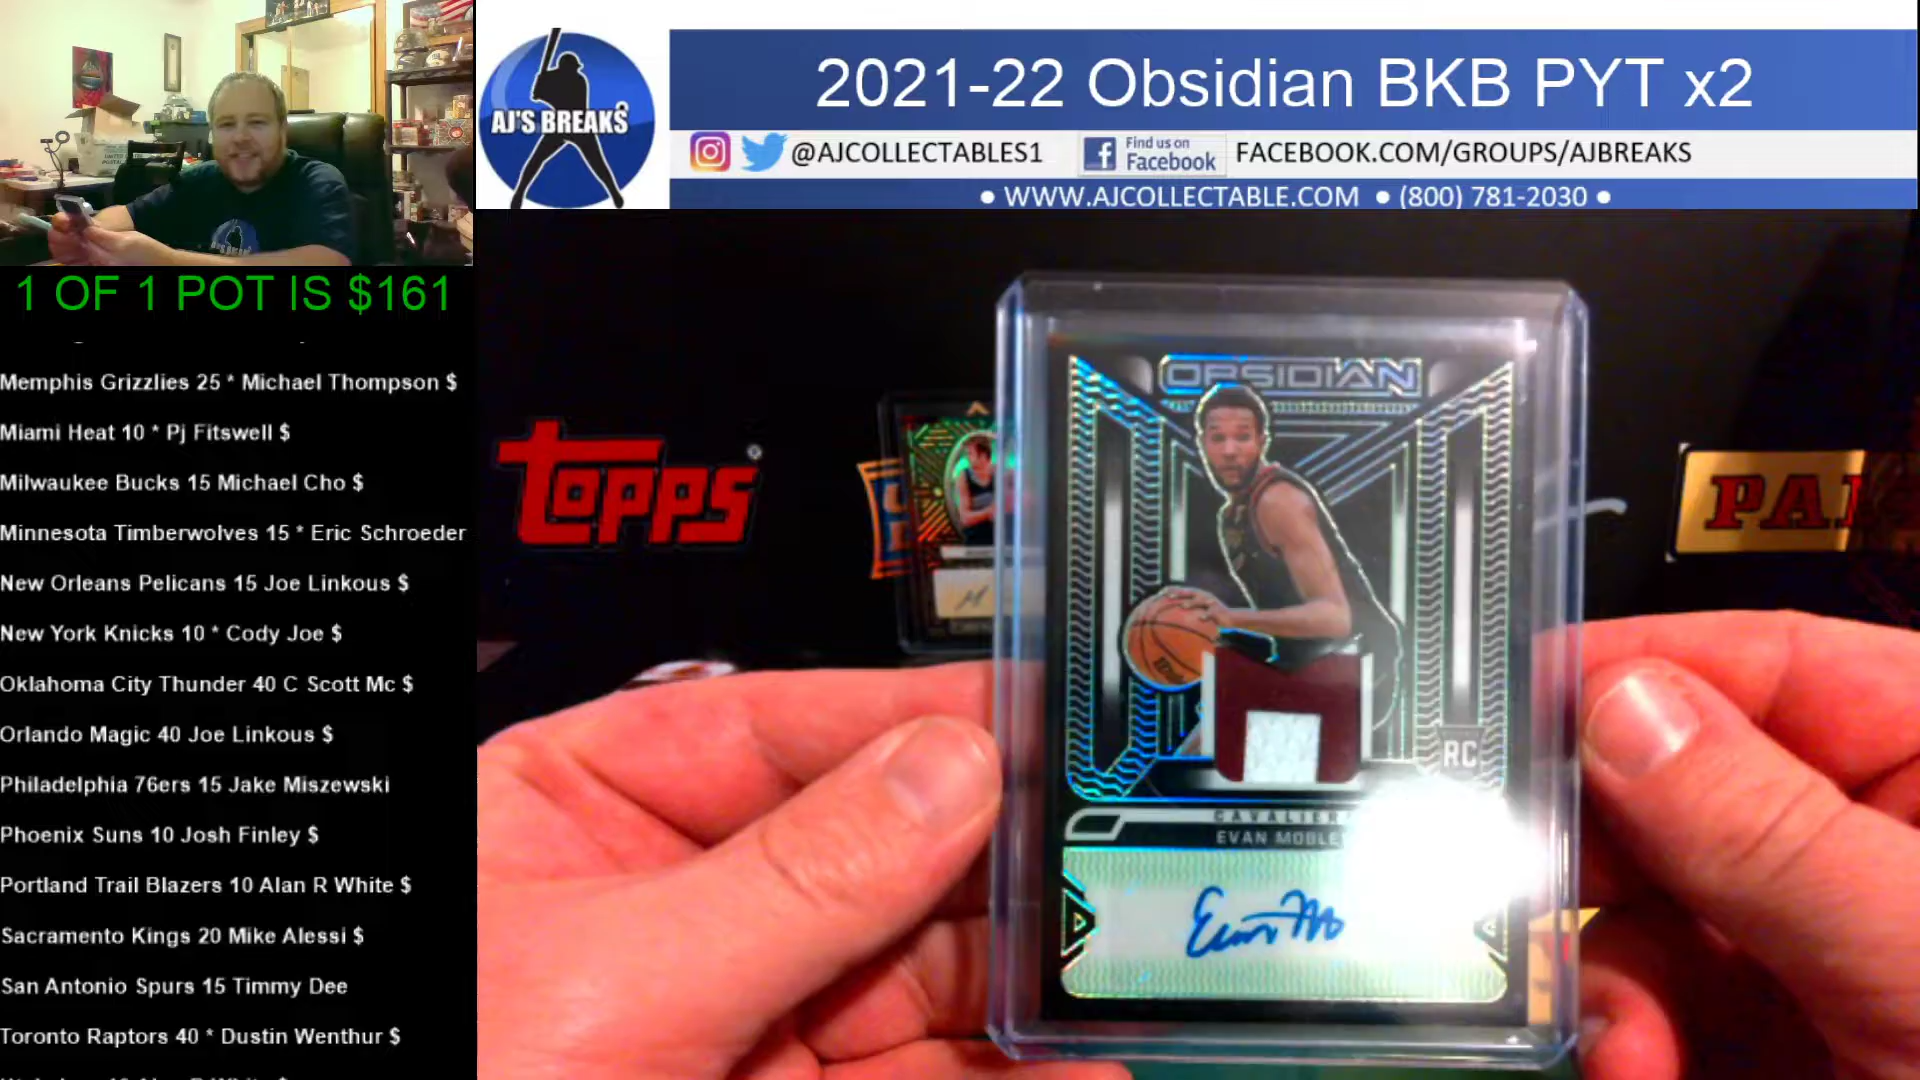 2021-22 Obsidian BKB PYT x2
AJ'S BREAKS
@AJCOLLECTABLES1
Find us on
Facebook
FACEBOOK.COM/GROUPS/AJBREAKS
• WWW.AJCOLLECTABLE.COM • (800) 781-2030 •
1 OF 1 POT IS $161
Memphis Grizzlies 25 * Michael Thompson $
Miami Heat 10 * Pj Fitswell $
Milwaukee Bucks 15 Michael Cho $
Minnesota Timberwolves 15 * Eric Schroeder
New Orleans Pelicans 15 Joe Linkous $
New York Knicks 10 * Cody Joe $
Oklahoma City Thunder 40 C Scott Mc $
Orlando Magic 40 Joe Linkous $
Philadelphia 76ers 15 Jake Miszewski
Phoenix Suns 10 Josh Finley $
Portland Trail Blazers 10 Alan R White $
Sacramento Kings 20 Mike Alessi $
San Antonio Spurs 15 Timmy Dee
Toronto Raptors 40 * Dustin Wenthur $
TOPPS
PAN
OBSIDIAN
RC
CAVALIER
EVAN MOBLE
Evan Mo